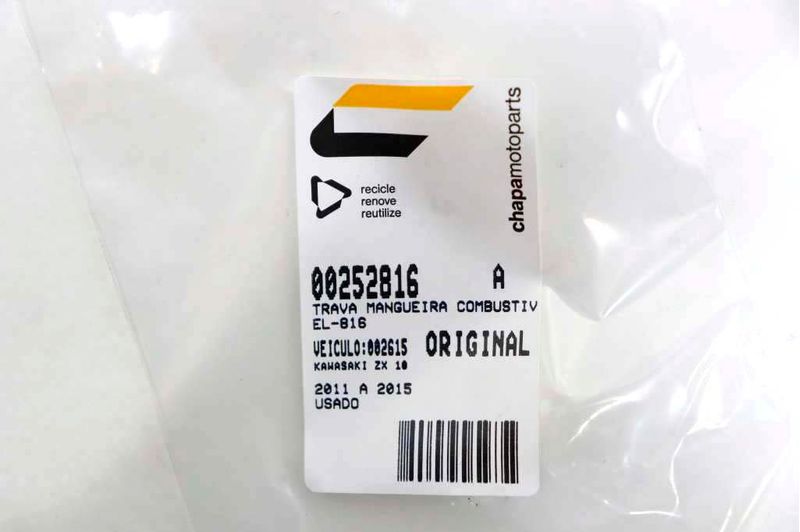 chapamotoparts
recicle
renove
reutilize
00252816 A
TRAVA MANGUEIRA COMBUSTIV
EL-816
VEICULO:002615 ORIGINAL
KAWASAKI ZX 10
2011 A 2015
USADO